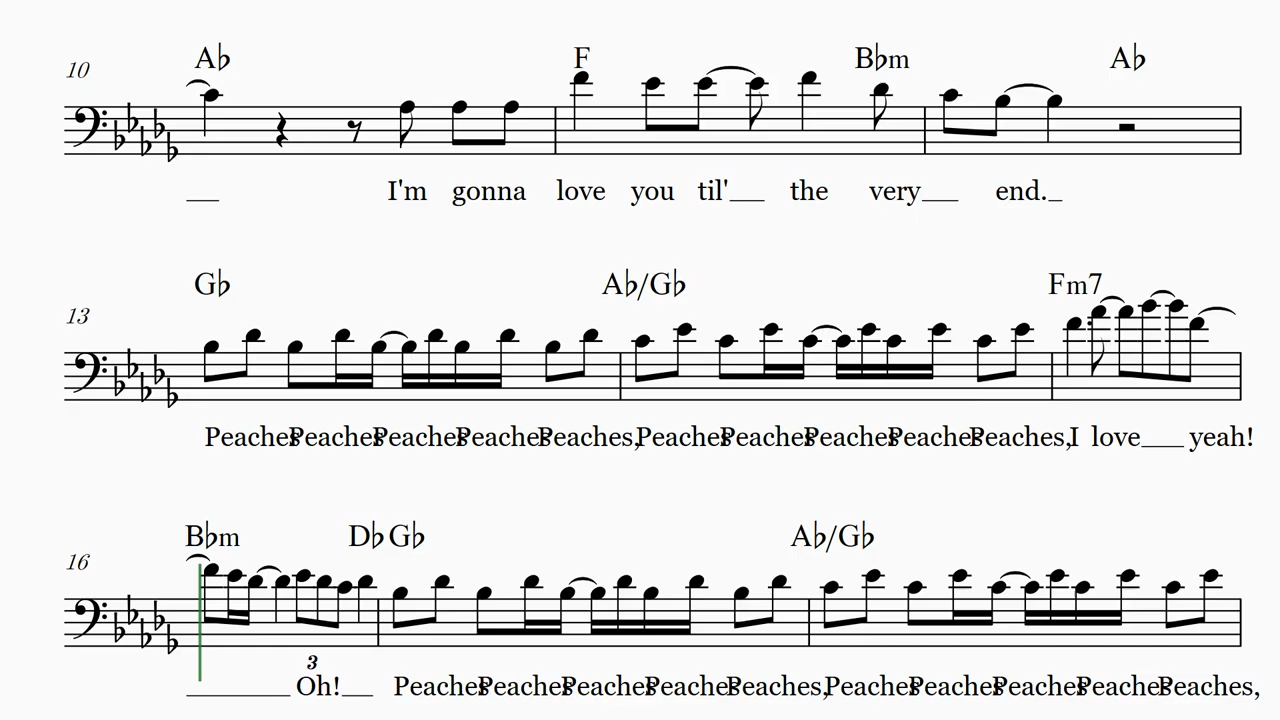 A♭ F B♭m A♭
10
I'm gonna love you til' the very end.
G♭ A♭/G♭ Fm7
13
Peaches Peaches Peaches Peaches Peaches, Peaches Peaches Peaches Peaches Peaches, I love yeah!
B♭m D♭ G♭ A♭/G♭
16
3
Oh! Peaches Peaches Peaches Peaches Peaches, Peaches Peaches Peaches Peaches Peaches,